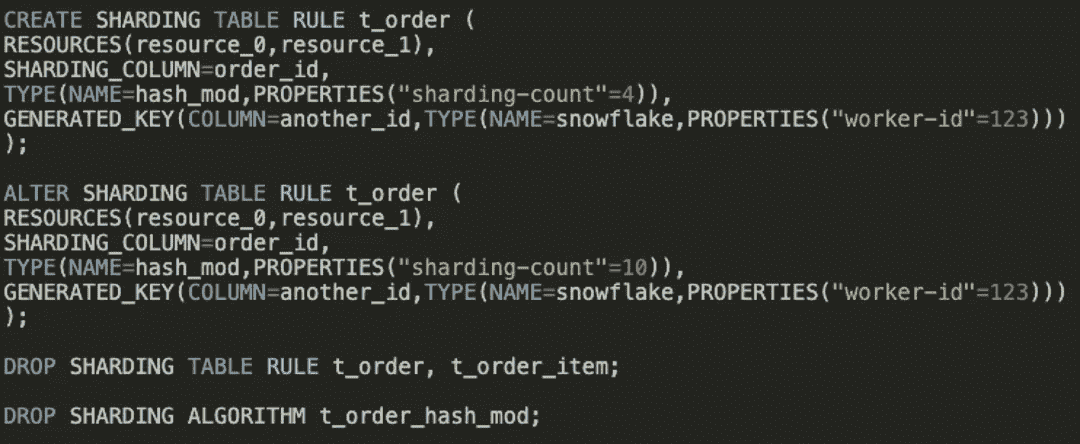 CREATE SHARDING TABLE RULE t_order (
RESOURCES(resource_0,resource_1),
SHARDING_COLUMN=order_id,
TYPE(NAME=hash_mod,PROPERTIES("sharding-count"=4)),
GENERATED_KEY(COLUMN=another_id,TYPE(NAME=snowflake,PROPERTIES("worker-id"=123)))
);
ALTER SHARDING TABLE RULE t_order (
RESOURCES(resource_0,resource_1),
SHARDING_COLUMN=order_id,
TYPE(NAME=hash_mod,PROPERTIES("sharding-count"=10)),
GENERATED_KEY(COLUMN=another_id,TYPE(NAME=snowflake,PROPERTIES("worker-id"=123)))
);
DROP SHARDING TABLE RULE t_order, t_order_item;
DROP SHARDING ALGORITHM t_order_hash_mod;